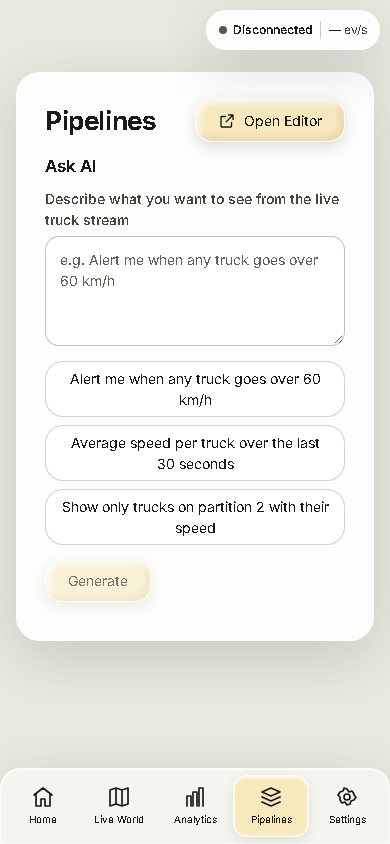 Disconnected — ev/s
Pipelines
Open Editor
Ask AI
Describe what you want to see from the live
truck stream
e.g. Alert me when any truck goes over
60 km/h
Alert me when any truck goes over 60
km/h
Average speed per truck over the last
30 seconds
Show only trucks on partition 2 with their
speed
Generate
Home Live World Analytics Pipelines Settings